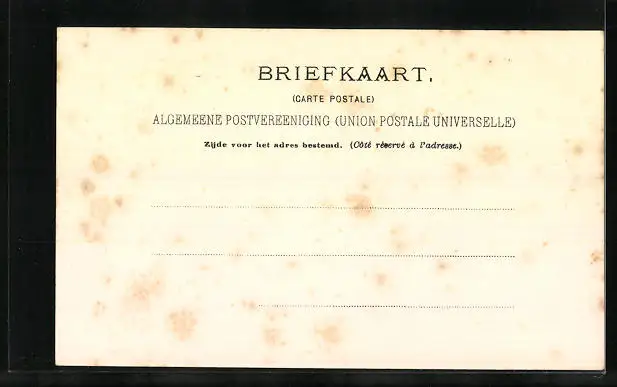 BRIEFKAART.
(CARTE POSTALE)
ALGEMEENE POSTVEREENIGING (UNION POSTALE UNIVERSELLE)
Zijde voor het adres bestemd. (Côté réservé à l'adresse.)